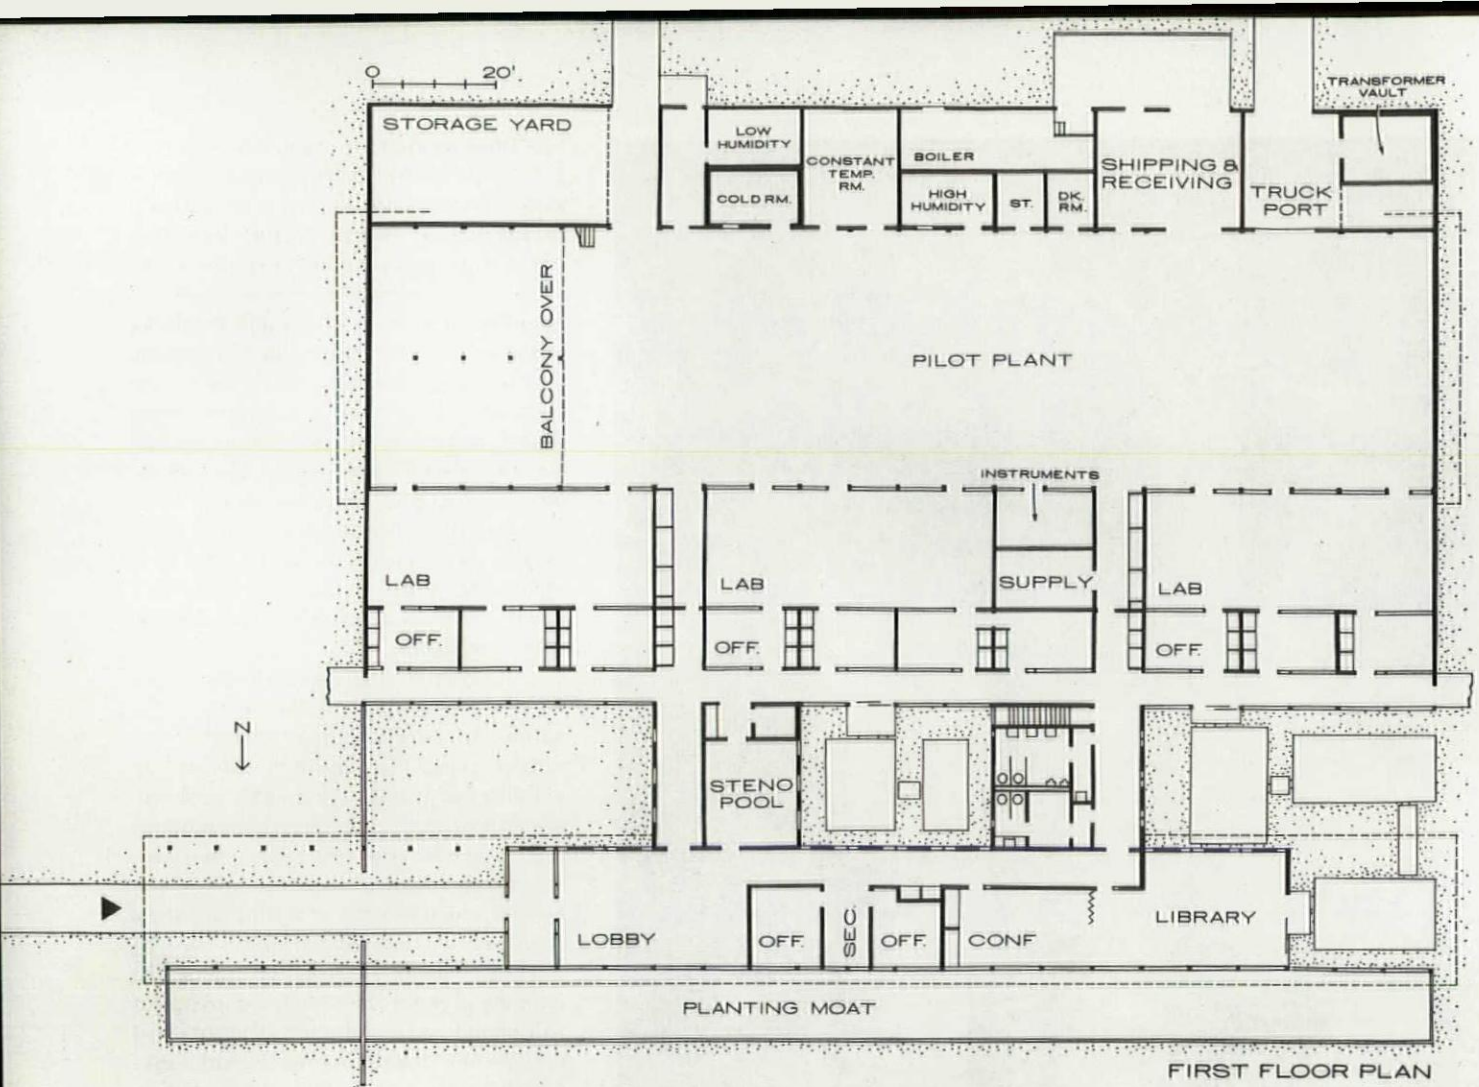 0 20'
TRANSFORMER
VAULT
STORAGE YARD
LOW
HUMIDITY
CONSTANT
TEMP.
RM.
BOILER
SHIPPING &
RECEIVING
COLD RM.
HIGH
HUMIDITY
ST.
DK.
RM.
TRUCK
PORT
BALCONY OVER
PILOT PLANT
INSTRUMENTS
LAB
LAB
SUPPLY
LAB
OFF.
OFF.
OFF.
N
STENO
POOL
LOBBY
OFF.
SEC.
OFF.
CONF
LIBRARY
PLANTING MOAT
FIRST FLOOR PLAN